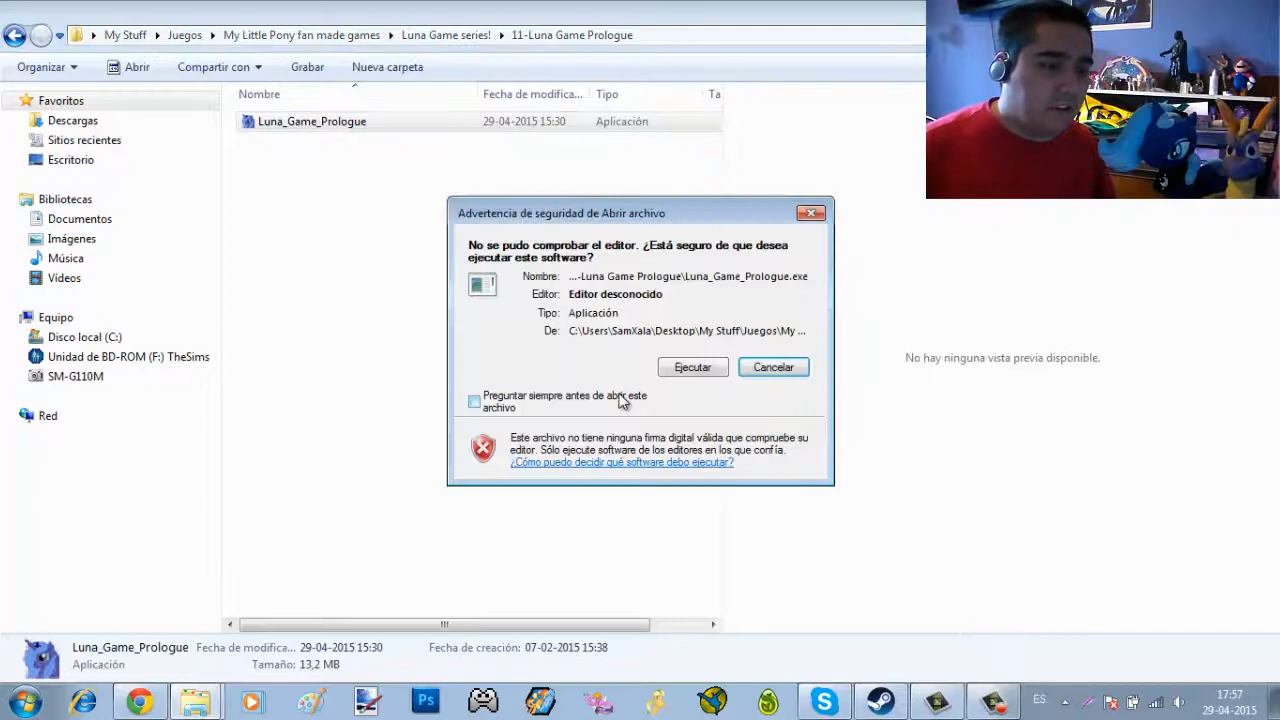 My Stuff Juegos My Little Pony fan made games Luna Game series! 11-Luna Game Prologue
Organizar Abrir Compartir con Grabar Nueva carpeta
Favoritos
Descargas
Sitios recientes
Escritorio
Bibliotecas
Documentos
Imágenes
Música
Vídeos
Equipo
Disco local (C:)
Unidad de BD-ROM (F:) TheSims
SM-G110M
Red
Nombre Fecha de modifica... Tipo Ta
Luna_Game_Prologue 29-04-2015 15:30 Aplicación
Advertencia de seguridad de Abrir archivo
No se pudo comprobar el editor. ¿Está seguro de que desea
ejecutar este software?
Nombre: ...-Luna Game Prologue\Luna_Game_Prologue.exe
Editor: Editor desconocido
Tipo: Aplicación
De: C:\Users\SamXala\Desktop\My Stuff\Juegos\My ...
Ejecutar Cancelar
Preguntar siempre antes de abrir este
archivo
Este archivo no tiene ninguna firma digital válida que compruebe su
editor. Sólo ejecute software de los editores en los que confía.
¿Cómo puedo decidir qué software debo ejecutar?
No hay ninguna vista previa disponible.
Luna_Game_Prologue Fecha de modifica... 29-04-2015 15:30 Fecha de creación: 07-02-2015 15:38
Aplicación Tamaño: 13,2 MB
Ps
ES
17:57
29-04-2015